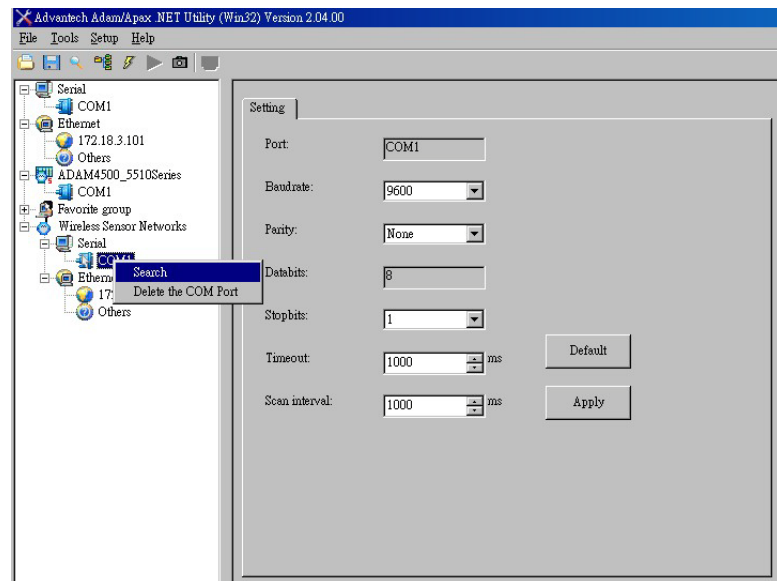 Advantech Adam/Apax .NET Utility (Win32) Version 2.04.00
File Tools Setup Help
Serial
COM1
Ethernet
172.18.3.101
Others
ADAM4500_5510Series
COM1
Favorite group
Wireless Sensor Networks
Serial
COM1
Search
Delete the COM Port
Others
Setting
Port: COM1
Baudrate: 9600
Parity: None
Databits: 8
Stopbits: 1
Timeout: 1000 ms
Default
Scan interval: 1000 ms
Apply